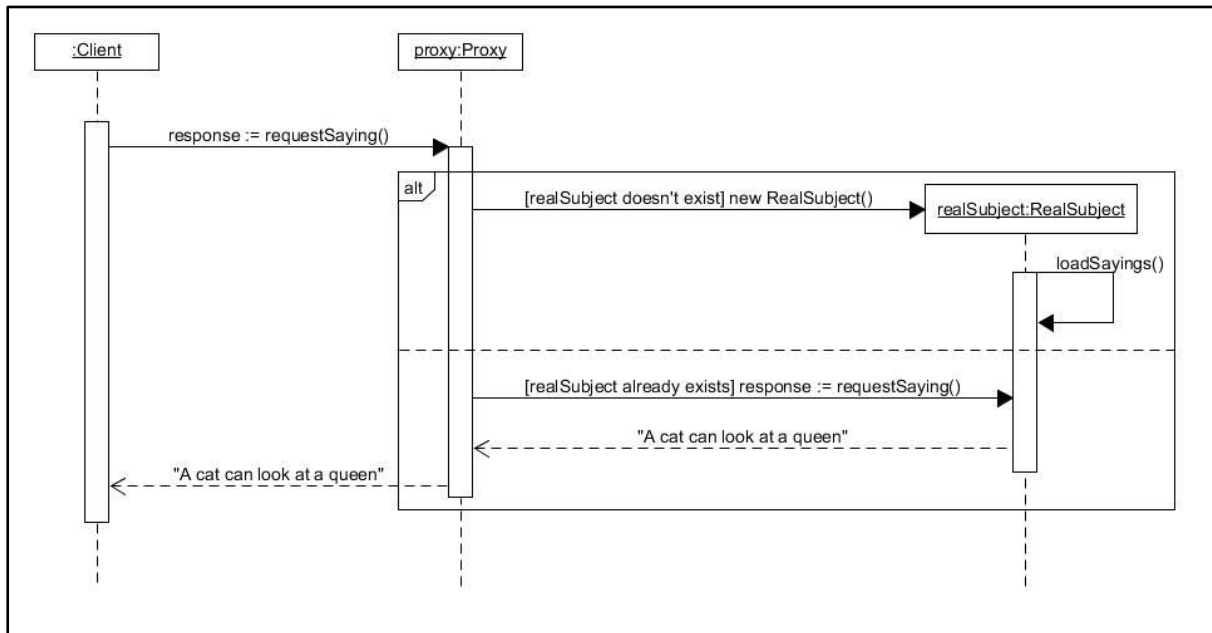 :Client
proxy:Proxy
response := requestSaying()
alt
[realSubject doesn't exist] new RealSubject()
realSubject:RealSubject
loadSayings()
[realSubject already exists] response := requestSaying()
"A cat can look at a queen"
"A cat can look at a queen"